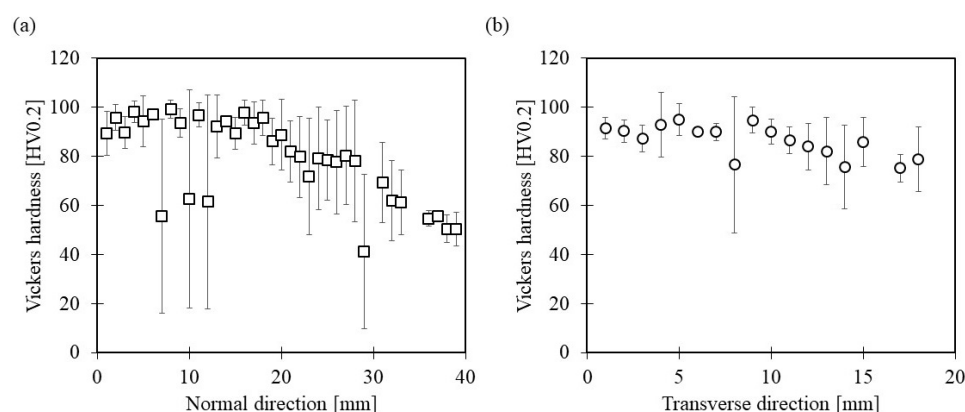 (a)
120
100
80
60
40
20
0
Vickers hardness [HV0.2]
0 10 20 30 40
Normal direction [mm]
(b)
120
100
80
60
40
20
0
Vickers hardness [HV0.2]
0 5 10 15 20
Transverse direction [mm]